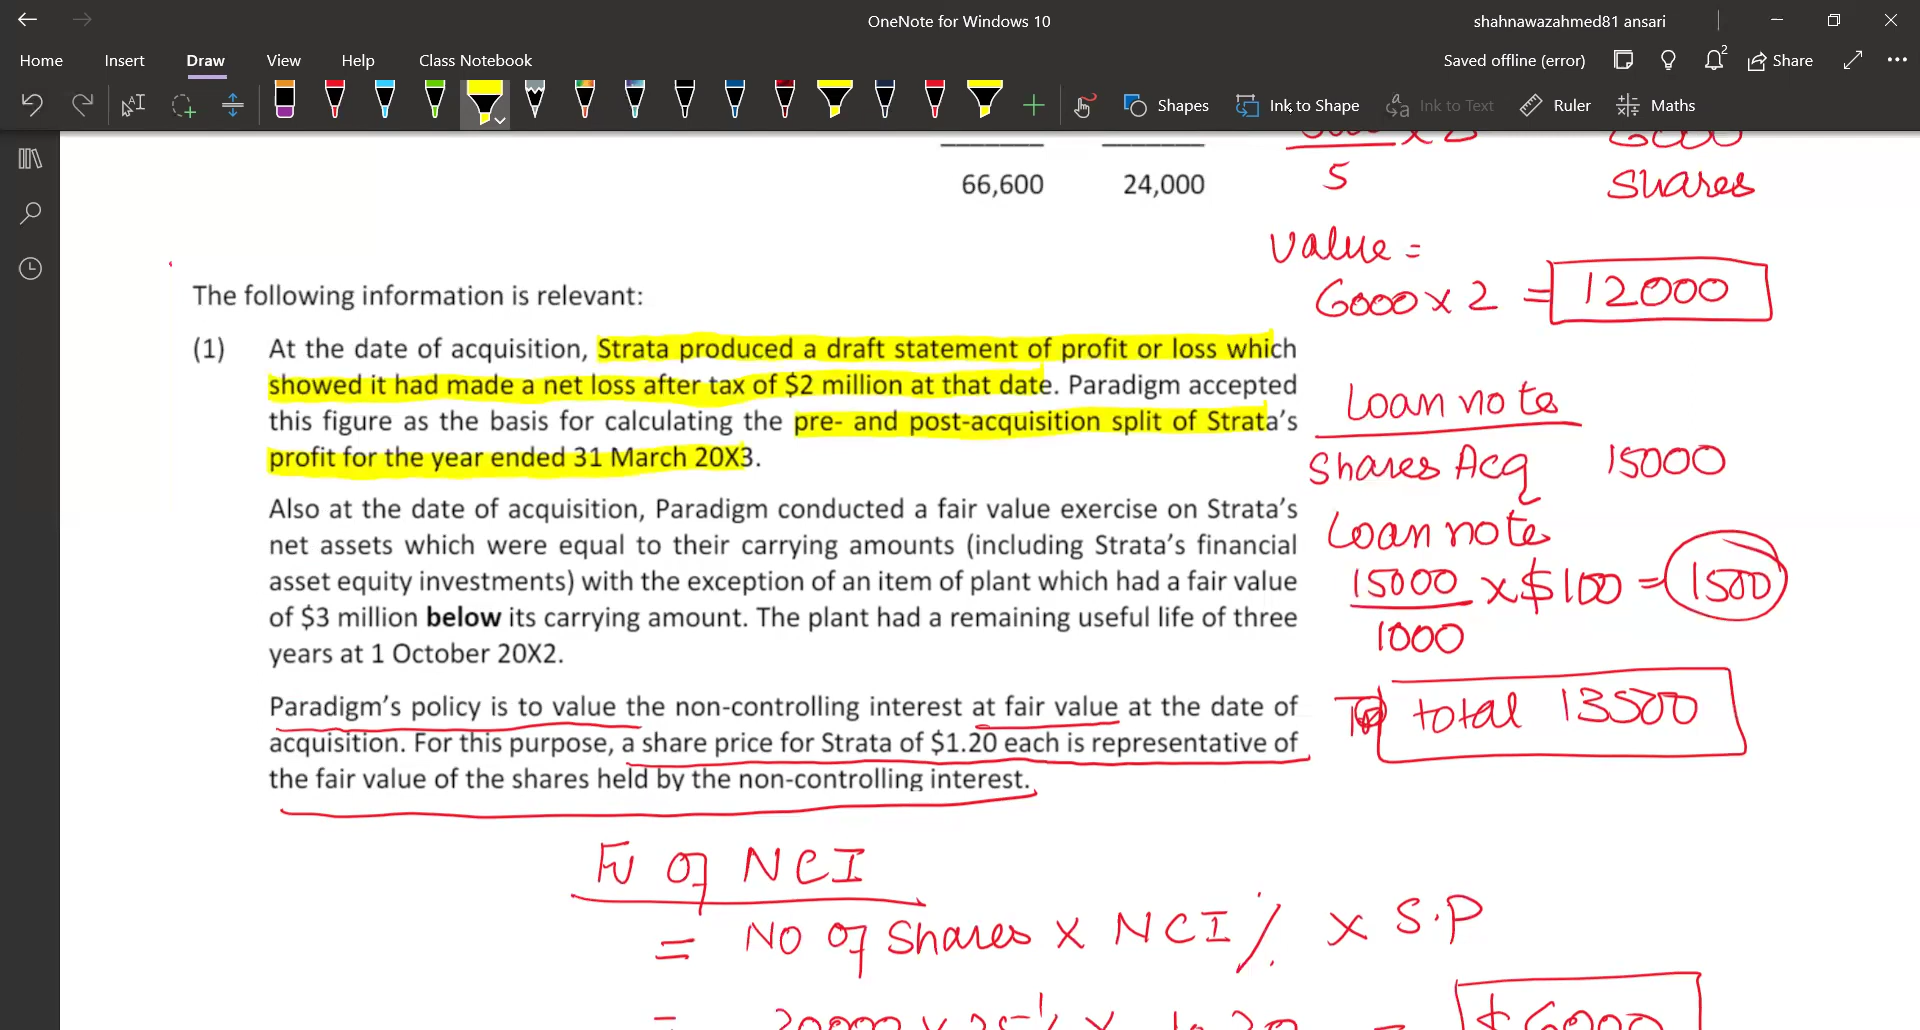 OneNote for Windows 10
shahnawazahmed81 ansari
Home Insert Draw View Help Class Notebook
Saved offline (error) 2 Share
Shapes Ink to Shape Ink to Text Ruler Maths
5
66,600 24,000
shares
Value =
6000 x 2 = 12000
The following information is relevant:
(1) At the date of acquisition, Strata produced a draft statement of profit or loss which
showed it had made a net loss after tax of $2 million at that date. Paradigm accepted
this figure as the basis for calculating the pre- and post-acquisition split of Strata's
profit for the year ended 31 March 20X3.
Also at the date of acquisition, Paradigm conducted a fair value exercise on Strata's
net assets which were equal to their carrying amounts (including Strata's financial
asset equity investments) with the exception of an item of plant which had a fair value
of $3 million below its carrying amount. The plant had a remaining useful life of three
years at 1 October 20X2.
Paradigm's policy is to value the non-controlling interest at fair value at the date of
acquisition. For this purpose, a share price for Strata of $1.20 each is representative of
the fair value of the shares held by the non-controlling interest.
Loan note
Shares Acq 15000
Loan note
15000 x $100 = 1500
1000
total 13500
Fv of NCI
= No of Shares x NCI % x S.P
= 20000 x 25% x 1.20 = $6000